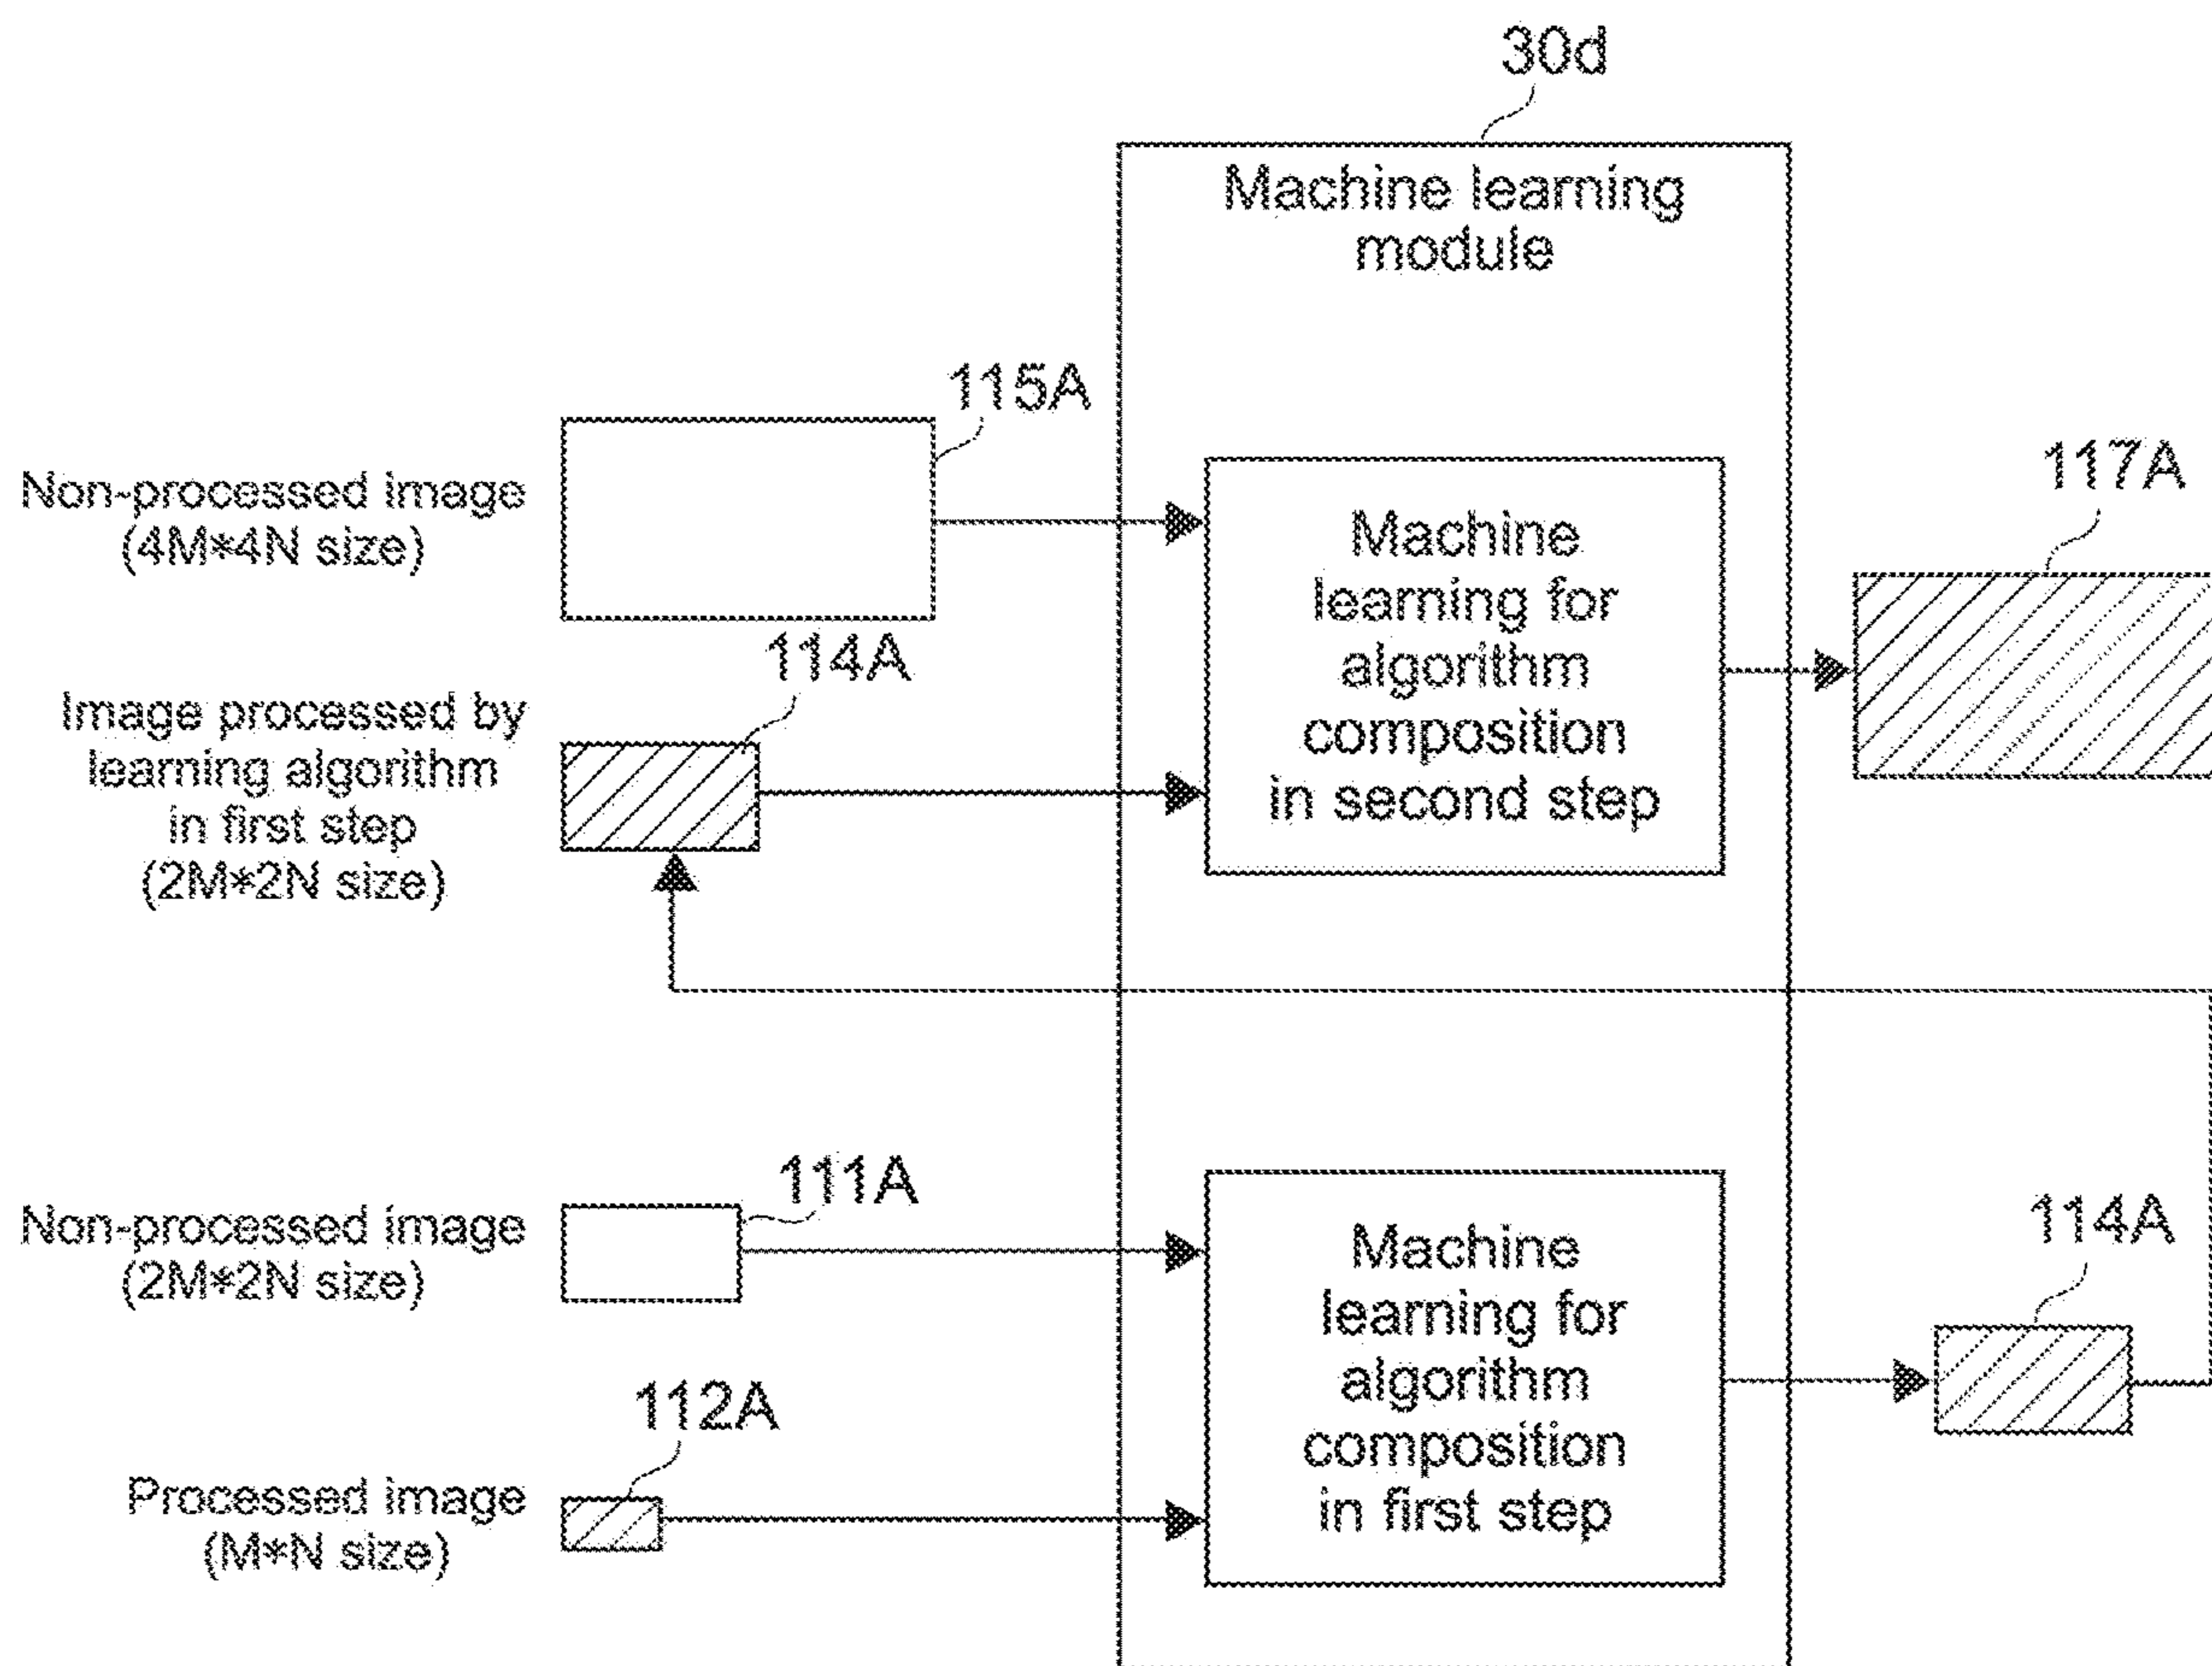 30d
Machine learning
module
115A
Non-processed image
(4M*4N size)
Machine
learning for
algorithm
composition
in second step
117A
114A
Image processed by
learning algorithm
in first step
(2M*2N size)
111A
Non-processed image
(2M*2N size)
Machine
learning for
algorithm
composition
in first step
114A
112A
Processed image
(M*N size)